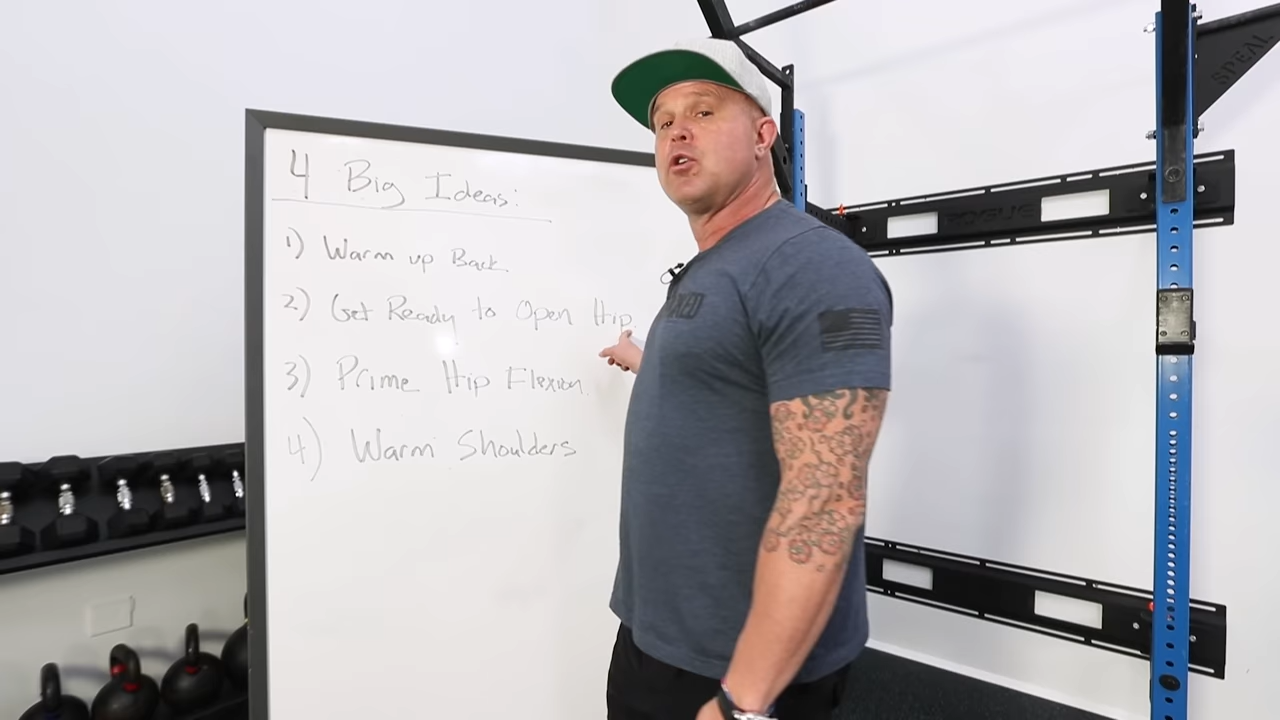 4 Big Ideas:
1) Warm up Back
2) Get Ready to Open Hip
3) Prime Hip Flexion
4) Warm Shoulders
ROGUE
SPEAL